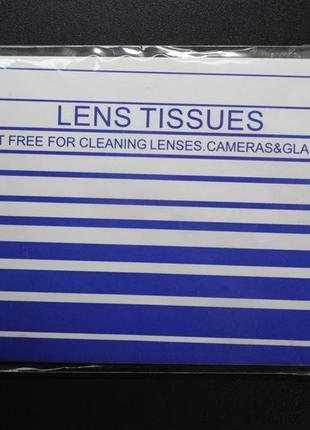 LENS TISSUES
T FREE FOR CLEANING LENSES.CAMERAS&GLA